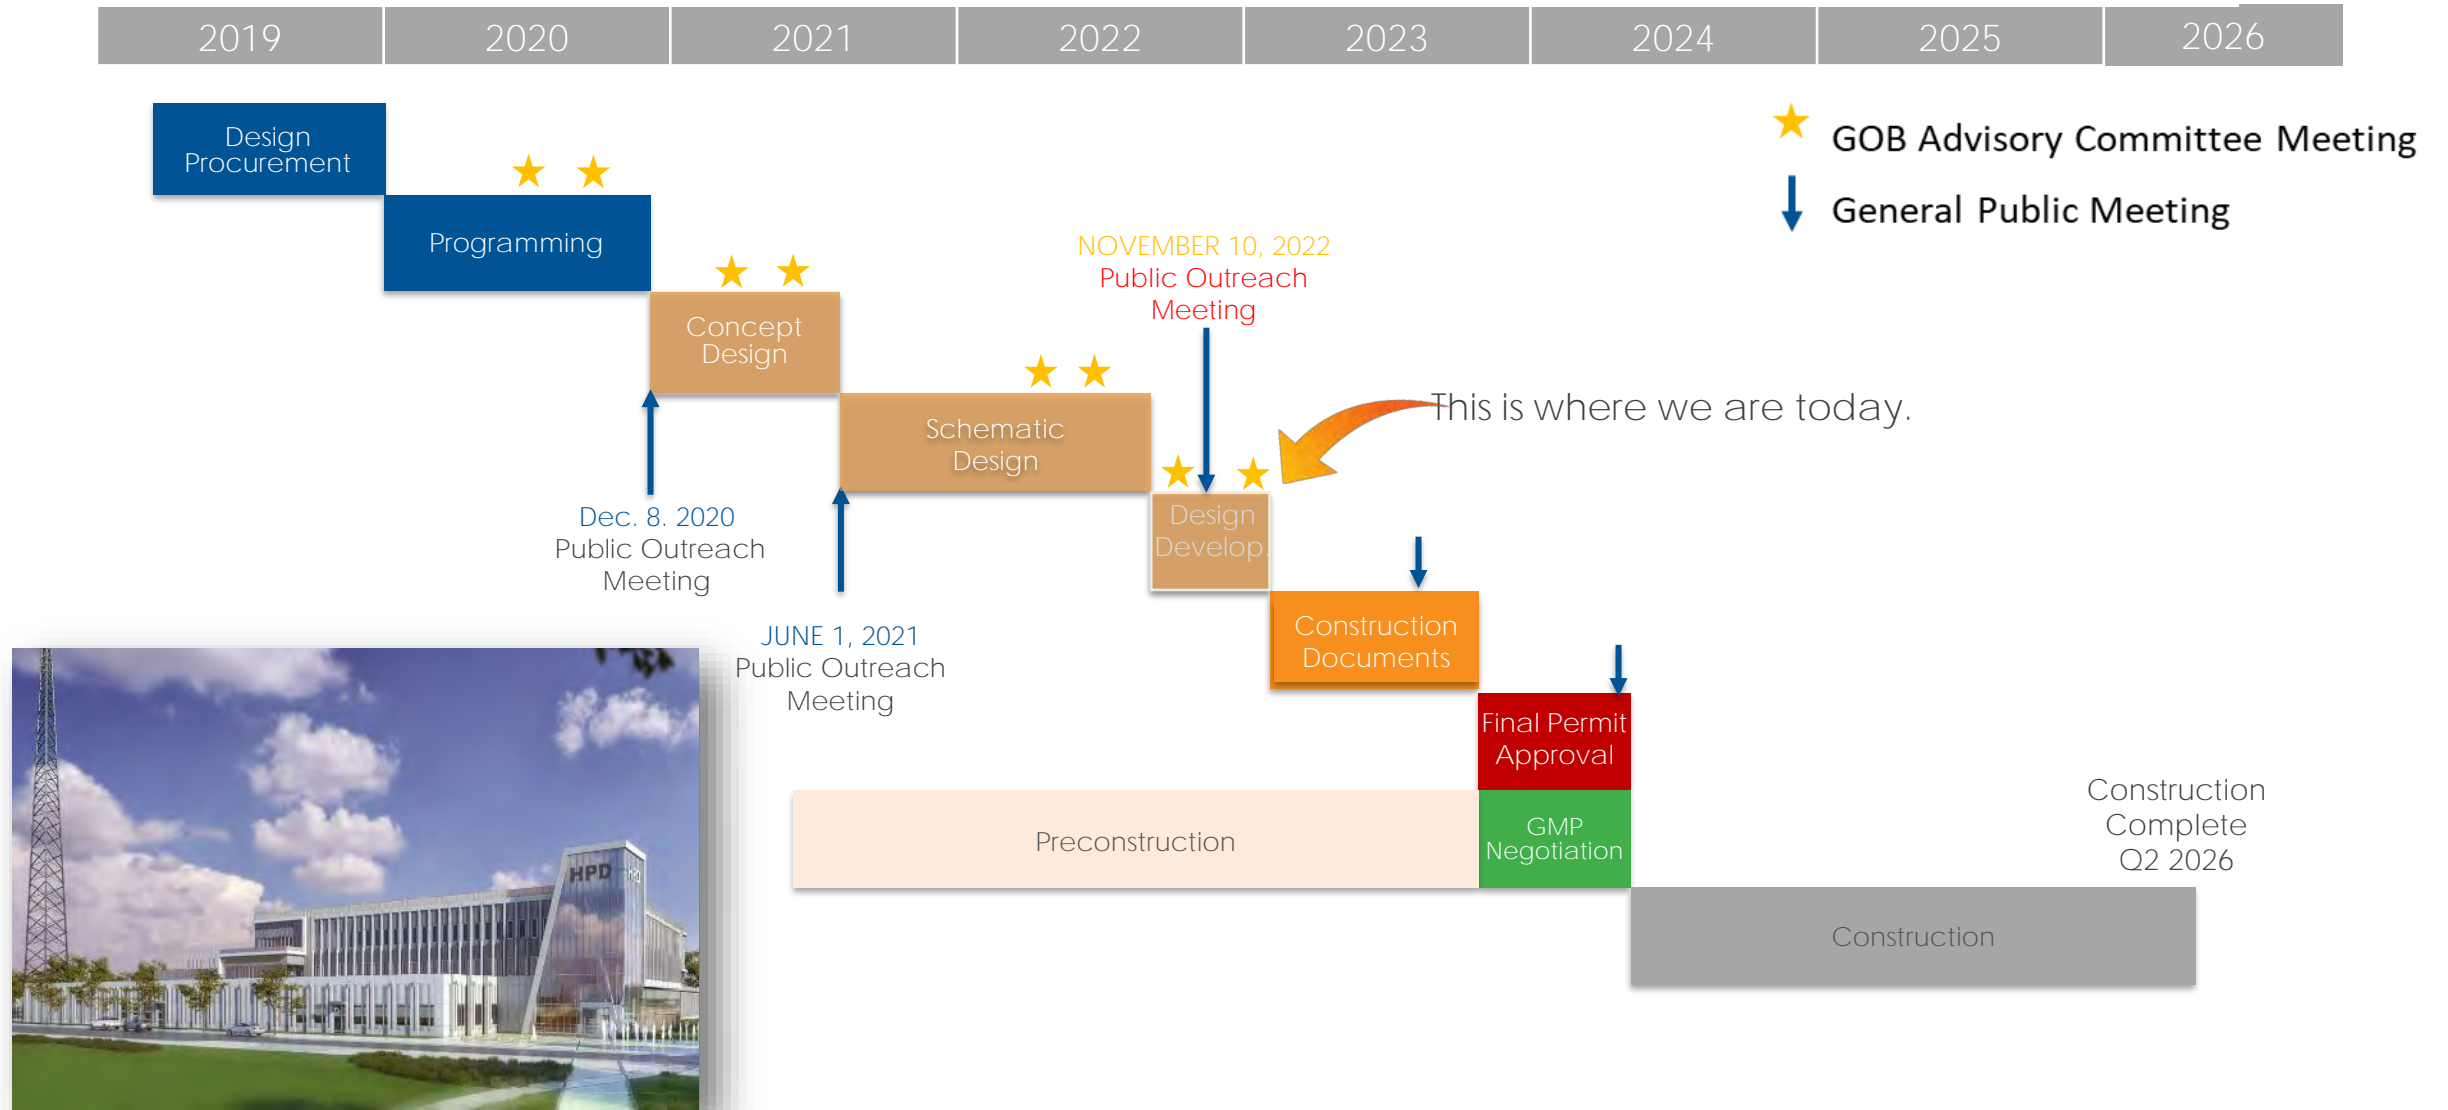 2019
2020
2021
2022
2023
2024
2025
2026
Design
Procurement
GOB Advisory Committee Meeting
General Public Meeting
Programming
NOVEMBER 10, 2022
Public Outreach
Meeting
Concept
Design
This is where we are today.
Schematic
Design
Dec. 8. 2020
Public Outreach
Meeting
Design
Develop.
JUNE 1, 2021
Public Outreach
Meeting
Construction
Documents
Final Permit
Approval
Preconstruction
GMP
Negotiation
Construction
Complete
Q2 2026
Construction
HPD
HPD